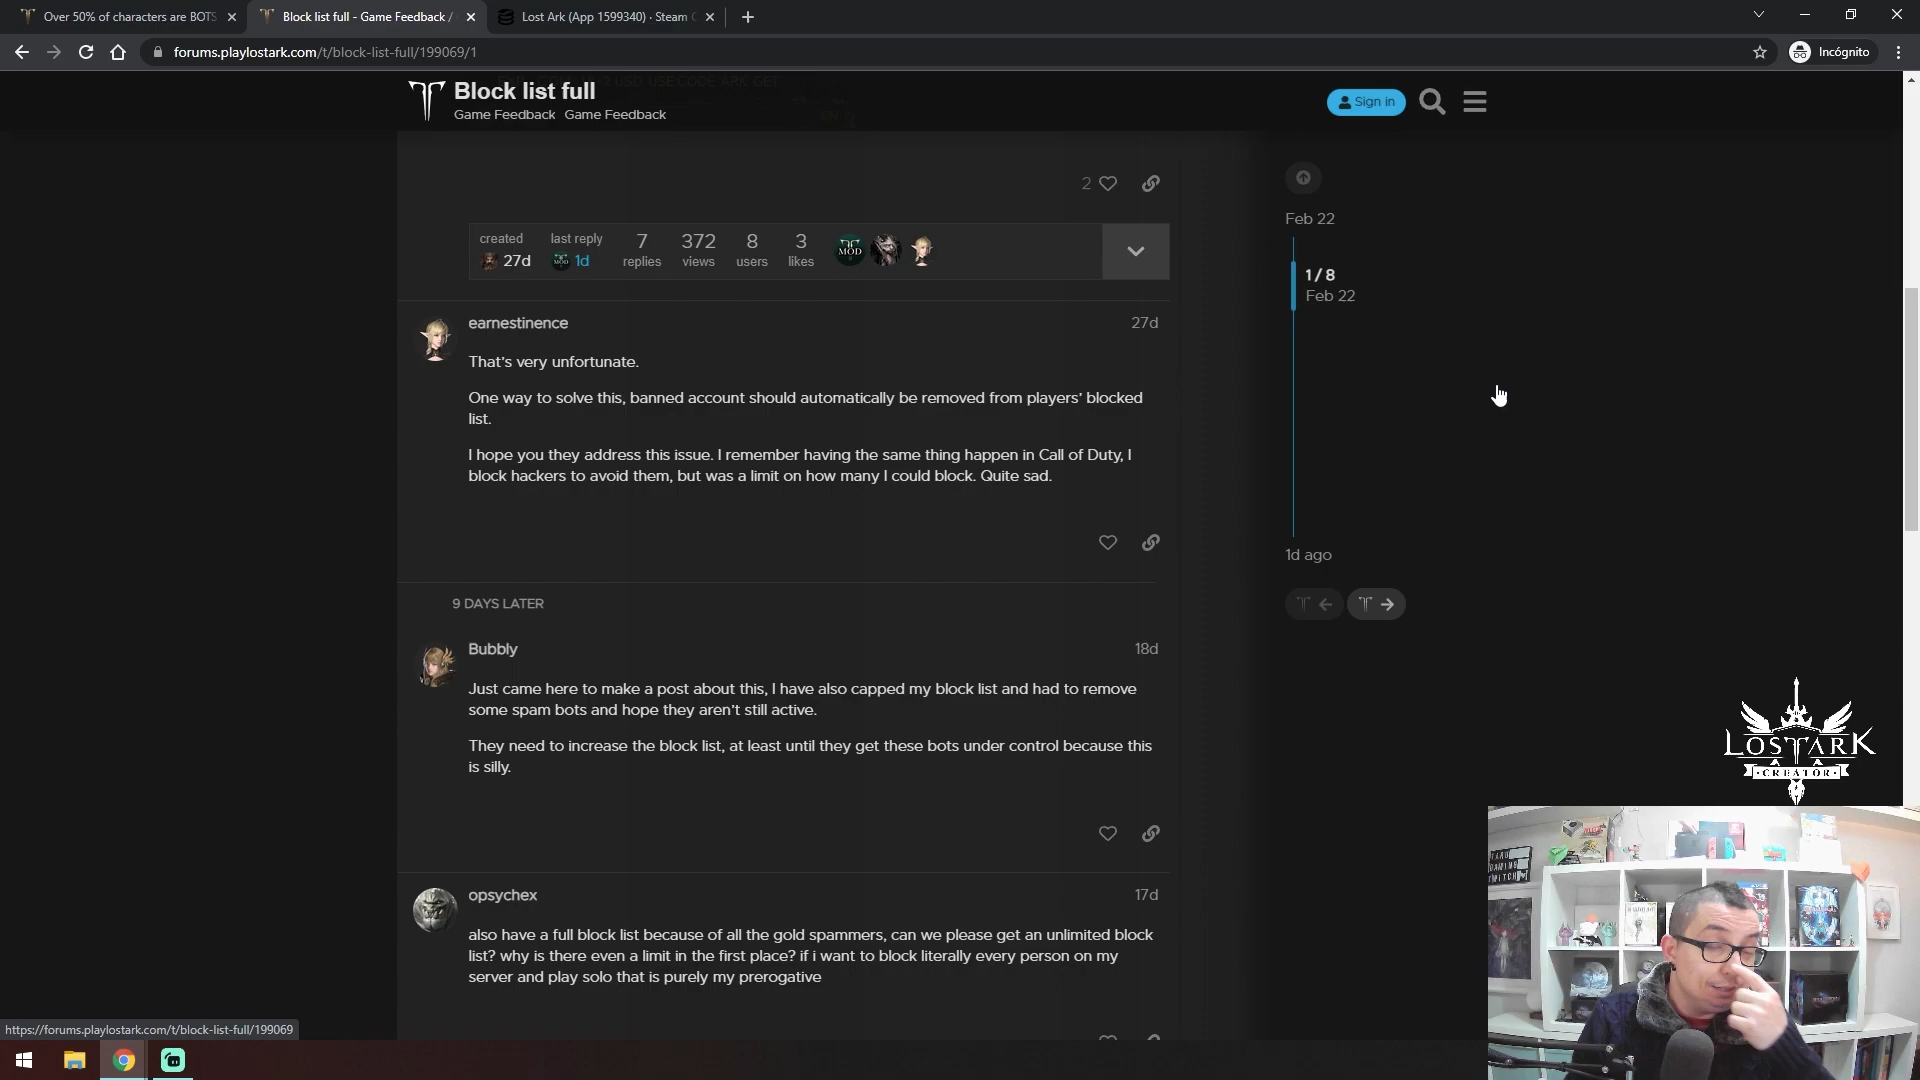 Over 50% of characters are BOTS
Block list full - Game Feedback /
Lost Ark (App 1599340) · Steam
forums.playlostark.com/t/block-list-full/199069/1
Incógnito
Block list full
Game Feedback Game Feedback
Sign in
2
created
27d
last reply
1d
7
replies
372
views
8
users
3
likes
MOD
Feb 22
1 / 8
Feb 22
1d ago
earnestinence
27d
That's very unfortunate.
One way to solve this, banned account should automatically be removed from players' blocked
list.
I hope you they address this issue. I remember having the same thing happen in Call of Duty, I
block hackers to avoid them, but was a limit on how many I could block. Quite sad.
9 DAYS LATER
Bubbly
18d
Just came here to make a post about this, I have also capped my block list and had to remove
some spam bots and hope they aren't still active.
They need to increase the block list, at least until they get these bots under control because this
is silly.
opsychex
17d
also have a full block list because of all the gold spammers, can we please get an unlimited block
list? why is there even a limit in the first place? if i want to block literally every person on my
server and play solo that is purely my prerogative
LOST ARK
CREATOR
GAMING
TWITCH
https://forums.playlostark.com/t/block-list-full/199069